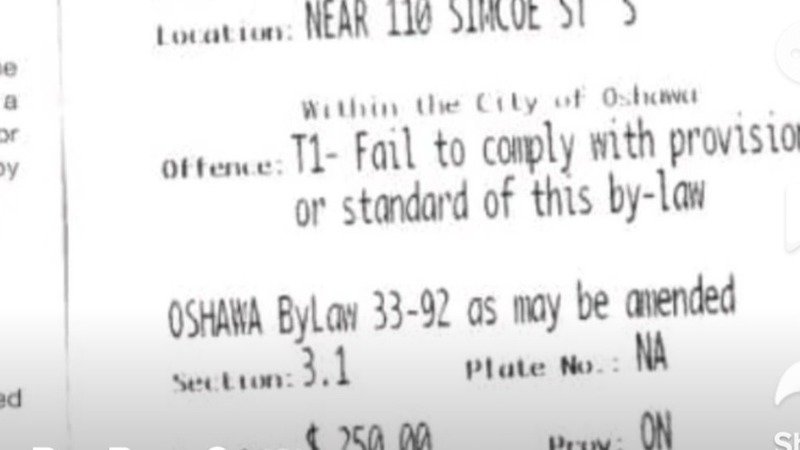 Location: NEAR 110 SIMCOE ST S
Within the City of Oshawa
Offence: T1- Fail to comply with provision
or standard of this by-law
OSHAWA ByLaw 33-92 as may be amended
Section: 3.1 Plate No.: NA
$ 250.00 Prov: ON